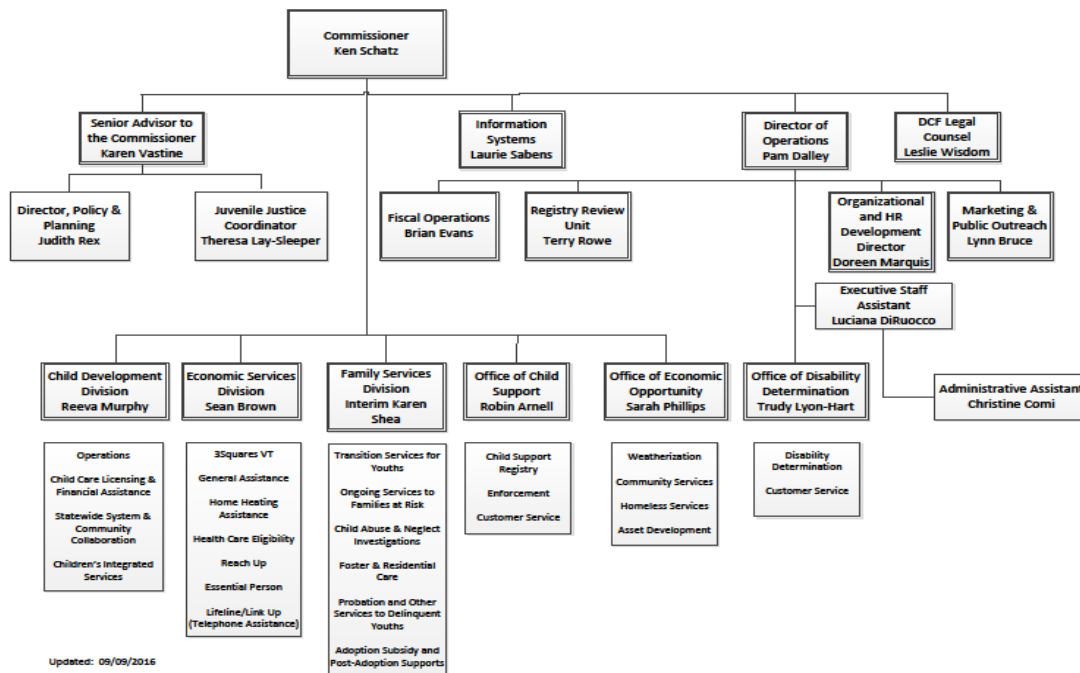 Commissioner
Ken Schatz
Senior Advisor to
the Commissioner
Karen Vastine
Information
Systems
Laurie Sabens
Director of
Operations
Pam Dalley
DCF Legal
Counsel
Leslie Wisdom
Director, Policy &
Planning
Judith Rex
Juvenile Justice
Coordinator
Theresa Lay-Sleeper
Fiscal Operations
Brian Evans
Registry Review
Unit
Terry Rowe
Organizational
and HR
Development
Director
Doreen Marquis
Marketing &
Public Outreach
Lynn Bruce
Executive Staff
Assistant
Luciana DiRuocco
Child Development
Division
Reeva Murphy
Economic Services
Division
Sean Brown
Family Services
Division
Interim Karen
Shea
Office of Child
Support
Robin Arnell
Office of Economic
Opportunity
Sarah Phillips
Office of Disability
Determination
Trudy Lyon-Hart
Administrative Assistant
Christine Comi
Operations
Child Care Licensing &
Financial Assistance
Statewide System &
Community
Collaboration
Children's Integrated
Services
3Squares VT
General Assistance
Home Heating
Assistance
Health Care Eligibility
Reach Up
Essential Person
Lifeline/Link Up
(Telephone Assistance)
Transition Services for
Youths
Ongoing Services to
Families at Risk
Child Abuse & Neglect
Investigations
Foster & Residential
Care
Probation and Other
Services to Delinquent
Youths
Adoption Subsidy and
Post-Adoption Supports
Child Support
Registry
Enforcement
Customer Service
Weatherization
Community Services
Homeless Services
Asset Development
Disability
Determination
Customer Service
Updated: 09/09/2016